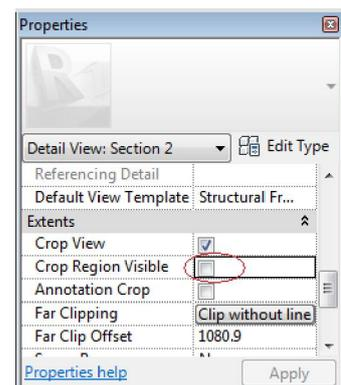 Properties
R
Detail View: Section 2
Edit Type
Referencing Detail
Default View Template Structural Fr...
Extents
Crop View
Crop Region Visible
Annotation Crop
Far Clipping Clip without line
Far Clip Offset 1080.9
Properties help Apply